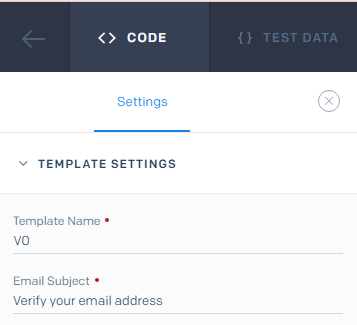 <> CODE
{ } TEST DATA
Settings
TEMPLATE SETTINGS
Template Name •
V0
Email Subject •
Verify your email address